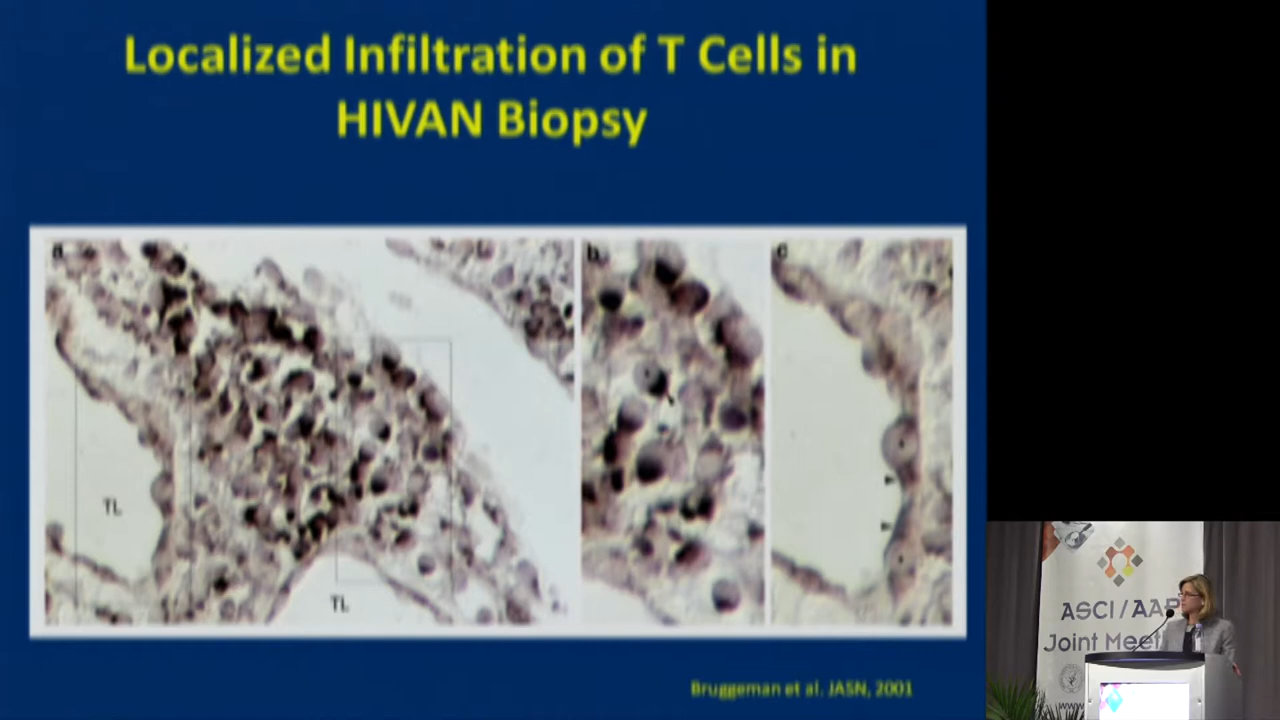 Localized Infiltration of T Cells in
HIVAN Biopsy
a
b
c
TL
TL
Bruggeman et al. JASN, 2001
ASCI / AAP
Joint Meet